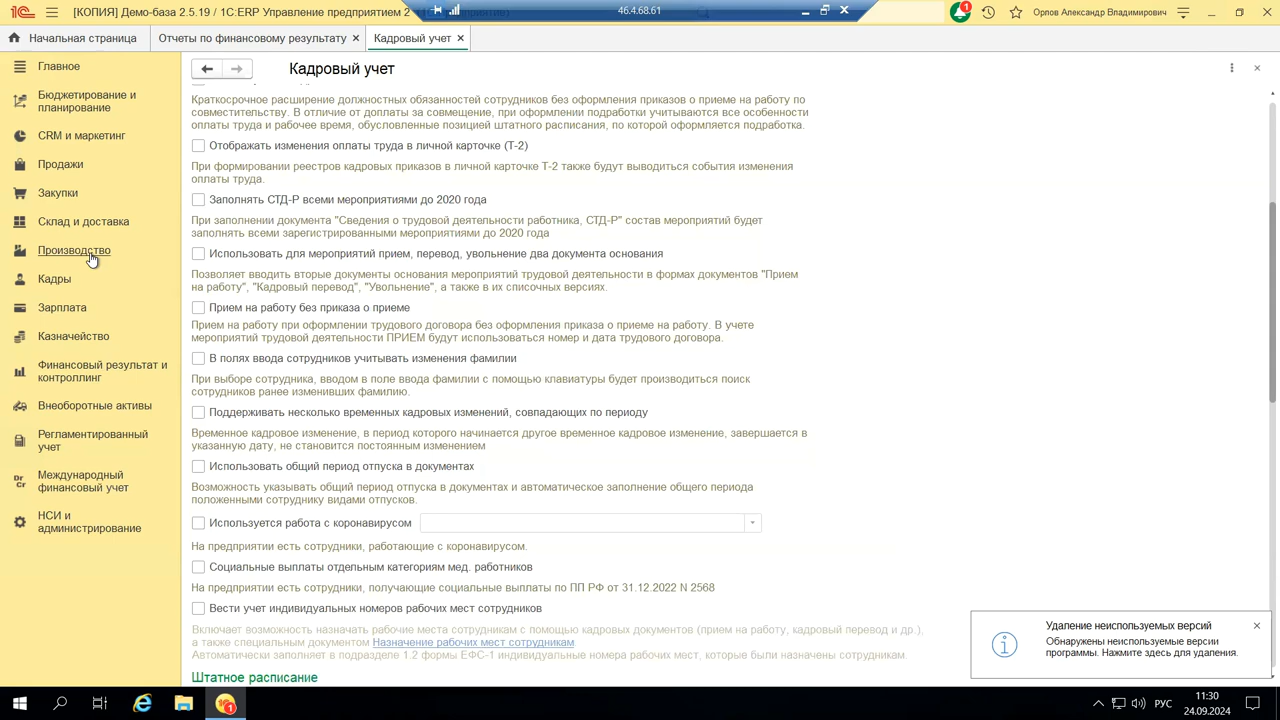 [КОПИЯ] Демо-база 2.5.19 / 1С:ERP Управление предприятием 2
46.4.68.61
1
Орлов Александр Владимирович
Начальная страница
Отчеты по финансовому результату
Кадровый учет
Главное
Бюджетирование и
планирование
CRM и маркетинг
Продажи
Закупки
Склад и доставка
Производство
Кадры
Зарплата
Казначейство
Финансовый результат и
контроллинг
Внеоборотные активы
Регламентированный
учет
Международный
финансовый учет
НСИ и
администрирование
Кадровый учет
Краткосрочное расширение должностных обязанностей сотрудников без оформления приказов о приеме на работу по
совместительству. В отличие от доплаты за совмещение, при оформлении подработки учитываются все особенности
оплаты труда и рабочее время, обусловленные позицией штатного расписания, по которой оформляется подработка.
Отображать изменения оплаты труда в личной карточке (Т-2)
При формировании реестров кадровых приказов в личной карточке Т-2 также будут выводиться события изменения
оплаты труда.
Заполнять СТД-Р всеми мероприятиями до 2020 года
При заполнении документа "Сведения о трудовой деятельности работника, СТД-Р" состав мероприятий будет
заполнять всеми зарегистрированными мероприятиями до 2020 года
Использовать для мероприятий прием, перевод, увольнение два документа основания
Позволяет вводить вторые документы основания мероприятий трудовой деятельности в формах документов "Прием
на работу", "Кадровый перевод", "Увольнение", а также в их списочных версиях.
Прием на работу без приказа о приеме
Прием на работу при оформлении трудового договора без оформления приказа о приеме на работу. В учете
мероприятий трудовой деятельности ПРИЕМ будут использоваться номер и дата трудового договора.
В полях ввода сотрудников учитывать изменения фамилии
При выборе сотрудника, вводом в поле ввода фамилии с помощью клавиатуры будет производиться поиск
сотрудников ранее изменивших фамилию.
Поддерживать несколько временных кадровых изменений, совпадающих по периоду
Временное кадровое изменение, в период которого начинается другое временное кадровое изменение, завершается в
указанную дату, не становится постоянным изменением
Использовать общий период отпуска в документах
Возможность указывать общий период отпуска в документах и автоматическое заполнение общего периода
положенными сотруднику видами отпусков.
Используется работа с коронавирусом
На предприятии есть сотрудники, работающие с коронавирусом.
Социальные выплаты отдельным категориям мед. работников
На предприятии есть сотрудники, получающие социальные выплаты по ПП РФ от 31.12.2022 N 2568
Вести учет индивидуальных номеров рабочих мест сотрудников
Включает возможность назначать рабочие места сотрудникам с помощью кадровых документов (прием на работу, кадровый перевод и др.),
а также специальным документом Назначение рабочих мест сотрудникам.
Автоматически заполняет в подразделе 1.2 формы ЕФС-1 индивидуальные номера рабочих мест, которые были назначены сотрудникам.
Штатное расписание
Удаление неиспользуемых версий
Обнаружены неиспользуемые версии
программы. Нажмите здесь для удаления.
РУС
11:30
24.09.2024